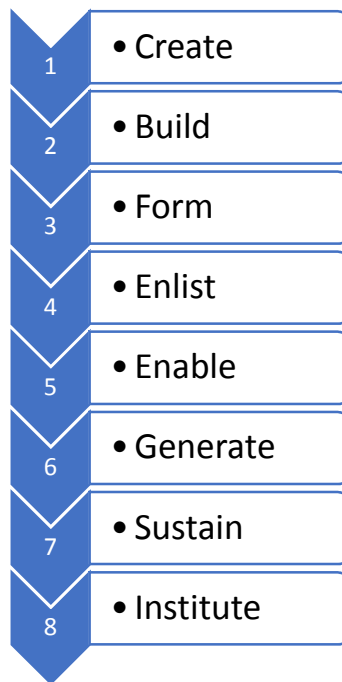 1
• Create
2
• Build
3
• Form
4
• Enlist
5
• Enable
6
• Generate
7
• Sustain
8
• Institute